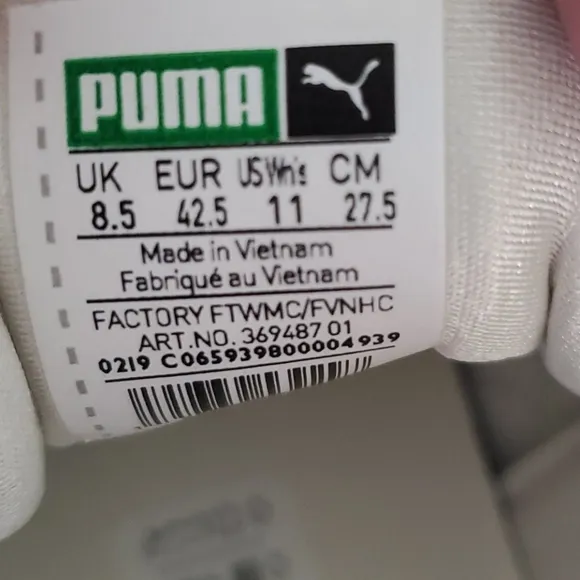 PUMA
UK EUR US Wn's CM
8.5 42.5 11 27.5
Made in Vietnam
Fabriqué au Vietnam
FACTORY FTWMC/FVNHC
ART.NO. 369487 01
0219 C065939800004939